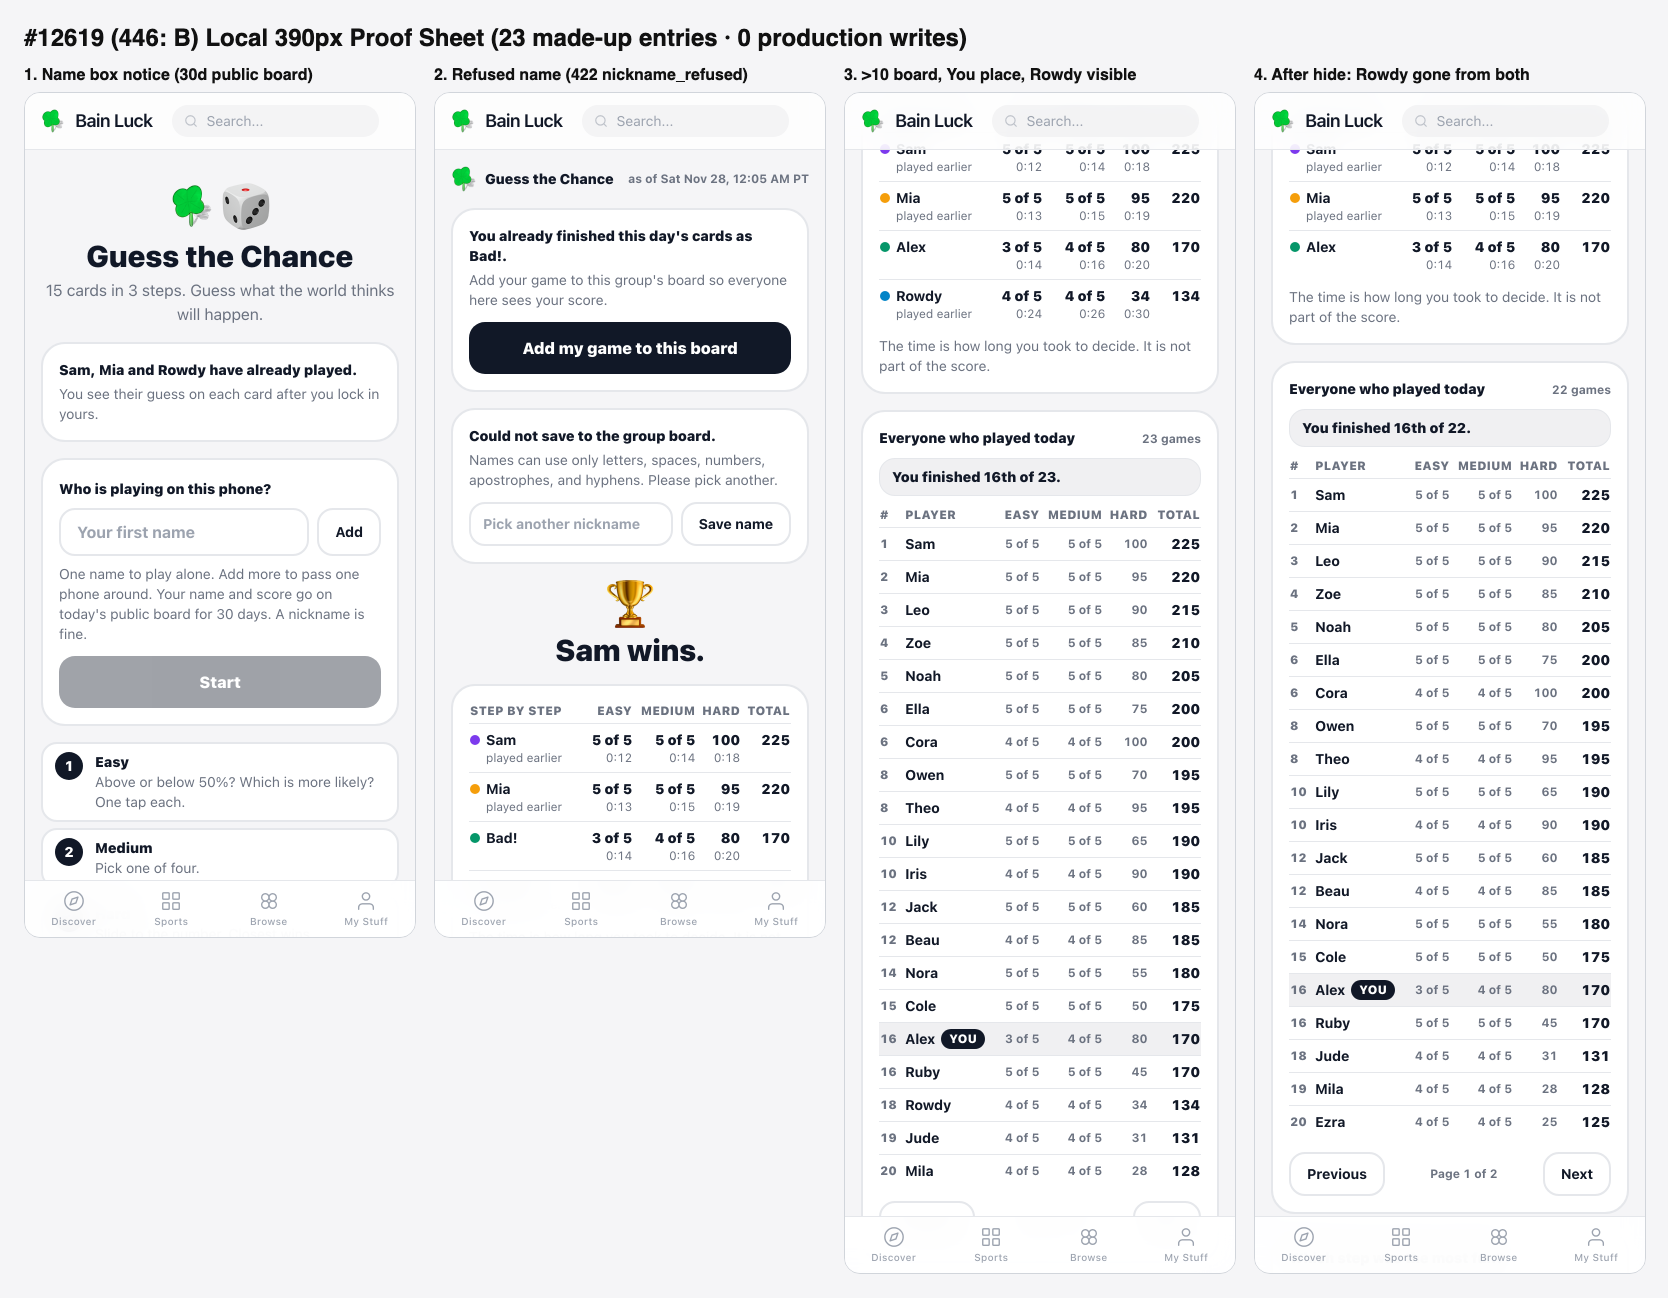 #12619 (446: B) Local 390px Proof Sheet (23 made-up entries · 0 production writes)
1. Name box notice (30d public board)
Bain Luck
Search...
Guess the Chance
15 cards in 3 steps. Guess what the world thinks
will happen.
Sam, Mia and Rowdy have already played.
You see their guess on each card after you lock in
yours.
Who is playing on this phone?
Your first name
Add
One name to play alone. Add more to pass one
phone around. Your name and score go on
today's public board for 30 days. A nickname is
fine.
Start
1 Easy
Above or below 50%? Which is more likely?
One tap each.
2 Medium
Pick one of four.
Discover Sports Browse My Stuff
2. Refused name (422 nickname_refused)
Bain Luck
Search...
Guess the Chance as of Sat Nov 28, 12:05 AM PT
You already finished this day's cards as
Bad!.
Add your game to this group's board so everyone
here sees your score.
Add my game to this board
Could not save to the group board.
Names can use only letters, spaces, numbers,
apostrophes, and hyphens. Please pick another.
Pick another nickname
Save name
Sam wins.
STEP BY STEP EASY MEDIUM HARD TOTAL
Sam 5 of 5 5 of 5 100 225
played earlier 0:12 0:14 0:18
Mia 5 of 5 5 of 5 95 220
played earlier 0:13 0:15 0:19
Bad! 3 of 5 4 of 5 80 170
0:14 0:16 0:20
Discover Sports Browse My Stuff
3. >10 board, You place, Rowdy visible
Bain Luck
Search...
Sam 5 of 5 5 of 5 100 225
played earlier 0:12 0:14 0:18
Mia 5 of 5 5 of 5 95 220
played earlier 0:13 0:15 0:19
Alex 3 of 5 4 of 5 80 170
0:14 0:16 0:20
Rowdy 4 of 5 4 of 5 34 134
played earlier 0:24 0:26 0:30
The time is how long you took to decide. It is not
part of the score.
Everyone who played today 23 games
You finished 16th of 23.
# PLAYER EASY MEDIUM HARD TOTAL
1 Sam 5 of 5 5 of 5 100 225
2 Mia 5 of 5 5 of 5 95 220
3 Leo 5 of 5 5 of 5 90 215
4 Zoe 5 of 5 5 of 5 85 210
5 Noah 5 of 5 5 of 5 80 205
6 Ella 5 of 5 5 of 5 75 200
6 Cora 4 of 5 4 of 5 100 200
8 Owen 5 of 5 5 of 5 70 195
8 Theo 4 of 5 4 of 5 95 195
10 Lily 5 of 5 5 of 5 65 190
10 Iris 4 of 5 4 of 5 90 190
12 Jack 5 of 5 5 of 5 60 185
12 Beau 4 of 5 4 of 5 85 185
14 Nora 5 of 5 5 of 5 55 180
15 Cole 5 of 5 5 of 5 50 175
16 Alex YOU 3 of 5 4 of 5 80 170
16 Ruby 5 of 5 5 of 5 45 170
18 Rowdy 4 of 5 4 of 5 34 134
19 Jude 4 of 5 4 of 5 31 131
20 Mila 4 of 5 4 of 5 28 128
Discover Sports Browse My Stuff
4. After hide: Rowdy gone from both
Bain Luck
Search...
Sam 5 of 5 5 of 5 100 225
played earlier 0:12 0:14 0:18
Mia 5 of 5 5 of 5 95 220
played earlier 0:13 0:15 0:19
Alex 3 of 5 4 of 5 80 170
0:14 0:16 0:20
The time is how long you took to decide. It is not
part of the score.
Everyone who played today 22 games
You finished 16th of 22.
# PLAYER EASY MEDIUM HARD TOTAL
1 Sam 5 of 5 5 of 5 100 225
2 Mia 5 of 5 5 of 5 95 220
3 Leo 5 of 5 5 of 5 90 215
4 Zoe 5 of 5 5 of 5 85 210
5 Noah 5 of 5 5 of 5 80 205
6 Ella 5 of 5 5 of 5 75 200
6 Cora 4 of 5 4 of 5 100 200
8 Owen 5 of 5 5 of 5 70 195
8 Theo 4 of 5 4 of 5 95 195
10 Lily 5 of 5 5 of 5 65 190
10 Iris 4 of 5 4 of 5 90 190
12 Jack 5 of 5 5 of 5 60 185
12 Beau 4 of 5 4 of 5 85 185
14 Nora 5 of 5 5 of 5 55 180
15 Cole 5 of 5 5 of 5 50 175
16 Alex YOU 3 of 5 4 of 5 80 170
16 Ruby 5 of 5 5 of 5 45 170
18 Jude 4 of 5 4 of 5 31 131
19 Mila 4 of 5 4 of 5 28 128
20 Ezra 4 of 5 4 of 5 25 125
Previous Page 1 of 2 Next
Discover Sports Browse My Stuff